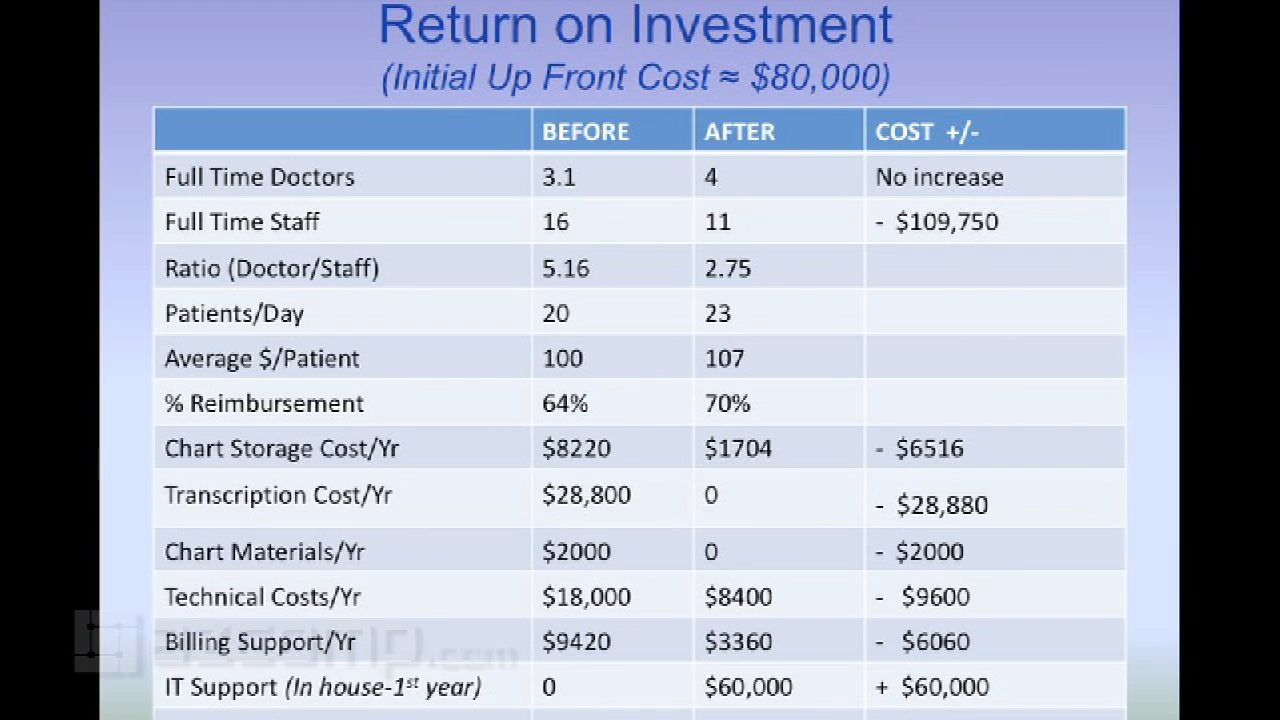 Return on Investment
(Initial Up Front Cost ≈ $80,000)
BEFORE AFTER COST +/-
Full Time Doctors 3.1 4 No increase
Full Time Staff 16 11 - $109,750
Ratio (Doctor/Staff) 5.16 2.75
Patients/Day 20 23
Average $/Patient 100 107
% Reimbursement 64% 70%
Chart Storage Cost/Yr $8220 $1704 - $6516
Transcription Cost/Yr $28,800 0 - $28,880
Chart Materials/Yr $2000 0 - $2000
Technical Costs/Yr $18,000 $8400 - $9600
Billing Support/Yr $9420 $3360 - $6060
IT Support (In house-1st year) 0 $60,000 + $60,000